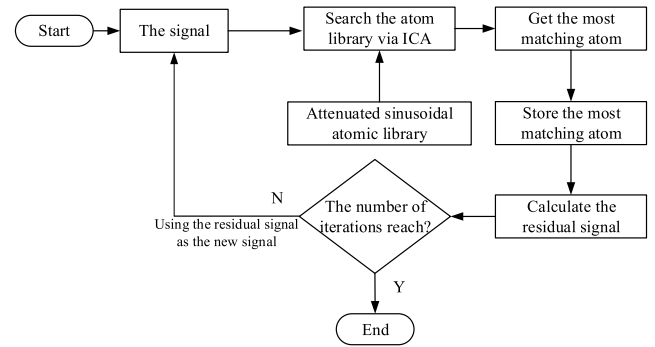 Start
The signal
Search the atom
library via ICA
Get the most
matching atom
Attenuated sinusoidal
atomic library
Store the most
matching atom
Calculate the
residual signal
The number of
iterations reach?
N
Using the residual signal
as the new signal
Y
End